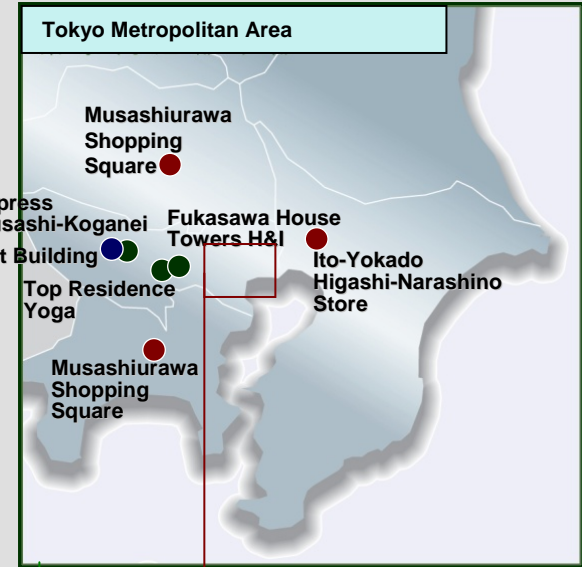 Tokyo Metropolitan Area
Musashiurawa
Shopping
Square
press
sashi-Koganei
t Building
Fukasawa House
Towers H&I
Ito-Yokado
Higashi-Narashino
Store
Top Residence
Yoga
Musashiurawa
Shopping
Square